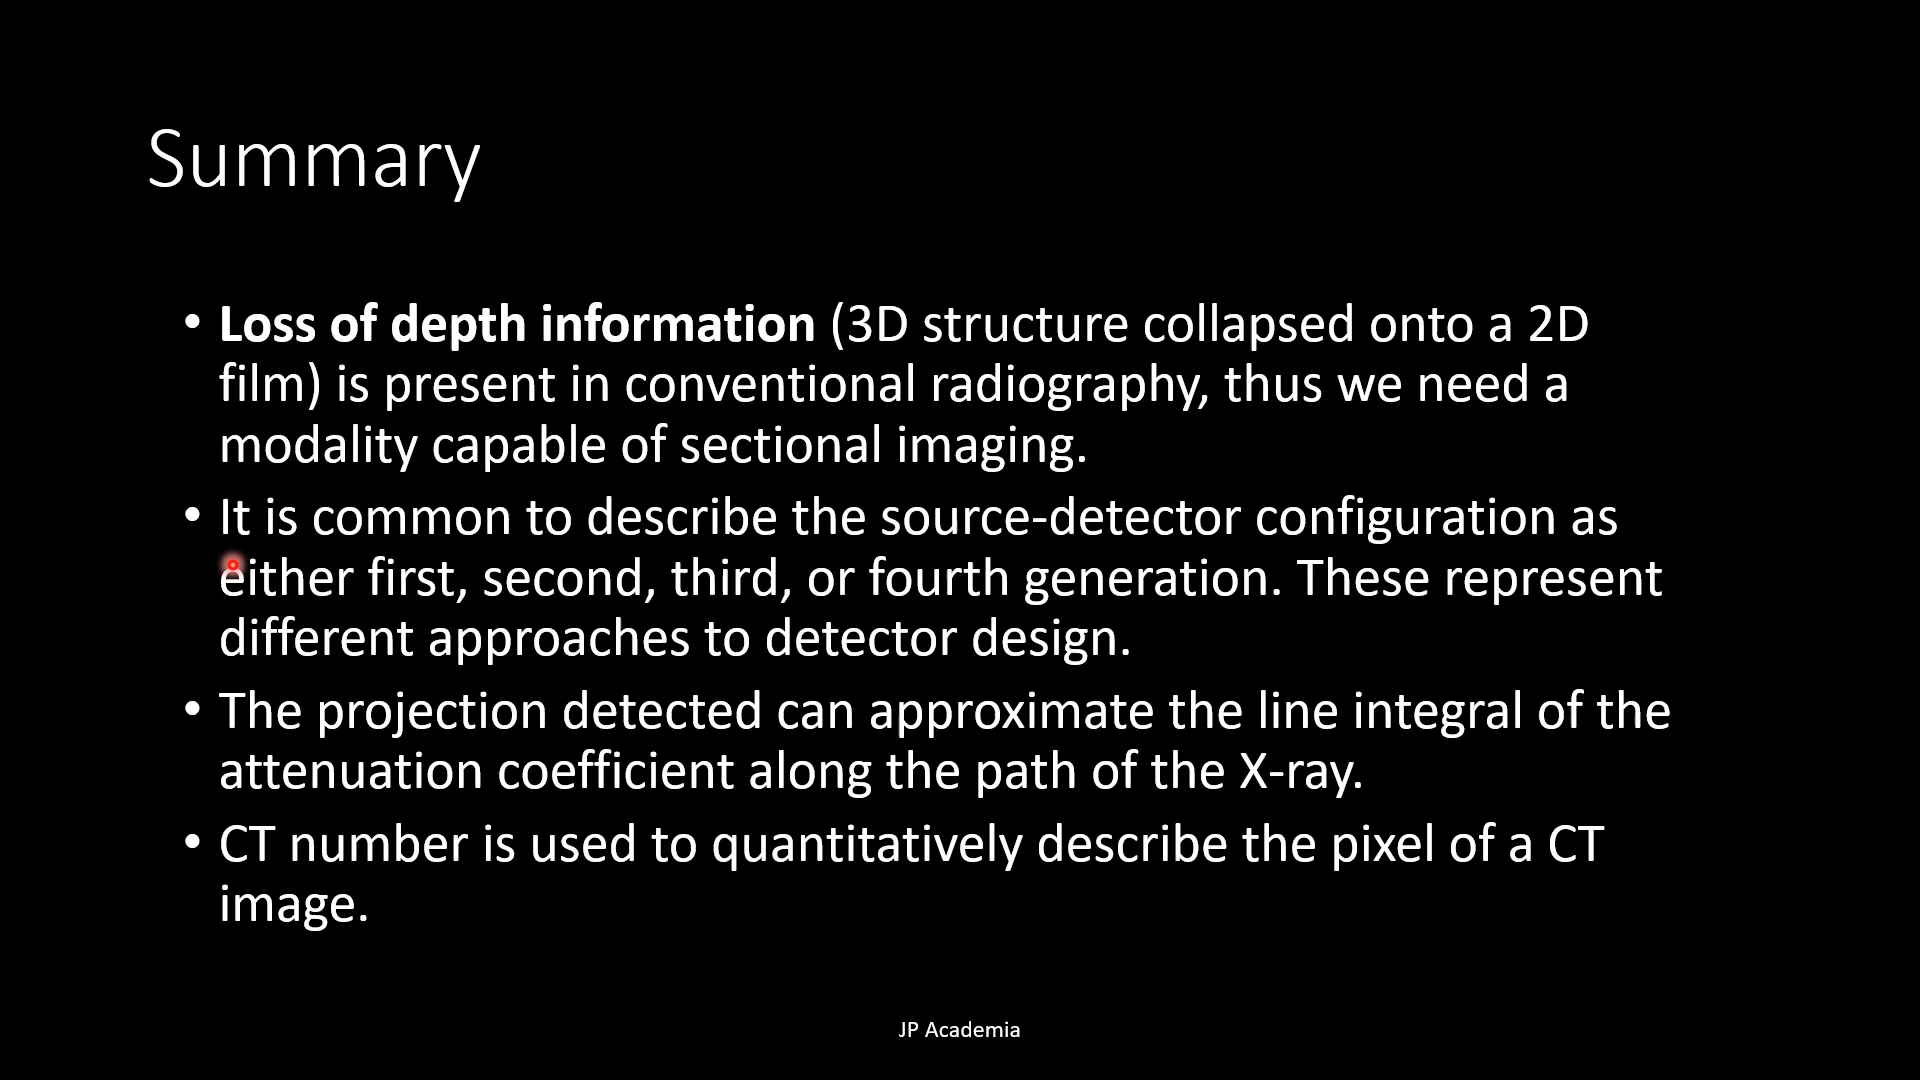 Summary
• Loss of depth information (3D structure collapsed onto a 2D
film) is present in conventional radiography, thus we need a
modality capable of sectional imaging.
• It is common to describe the source-detector configuration as
either first, second, third, or fourth generation. These represent
different approaches to detector design.
• The projection detected can approximate the line integral of the
attenuation coefficient along the path of the X-ray.
• CT number is used to quantitatively describe the pixel of a CT
image.
JP Academia